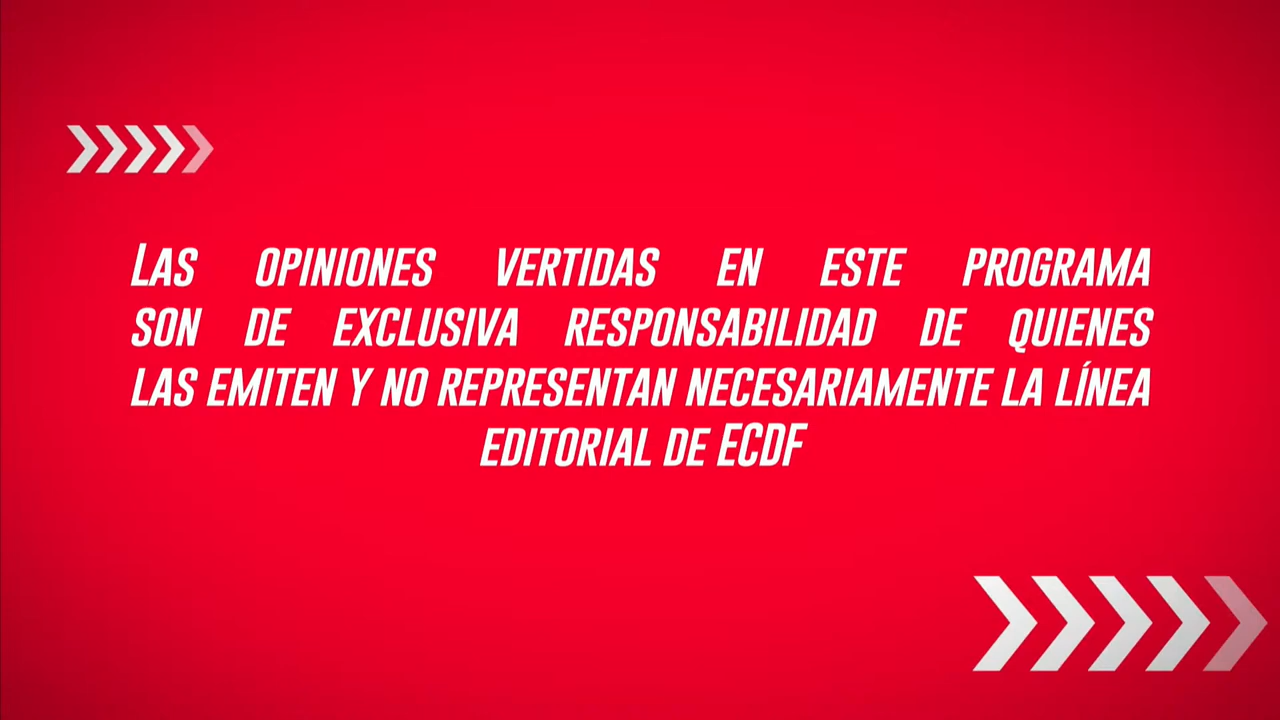 Las opiniones vertidas en este programa
son de exclusiva responsabilidad de quienes
las emiten y no representan necesariamente la línea
editorial de ECDF